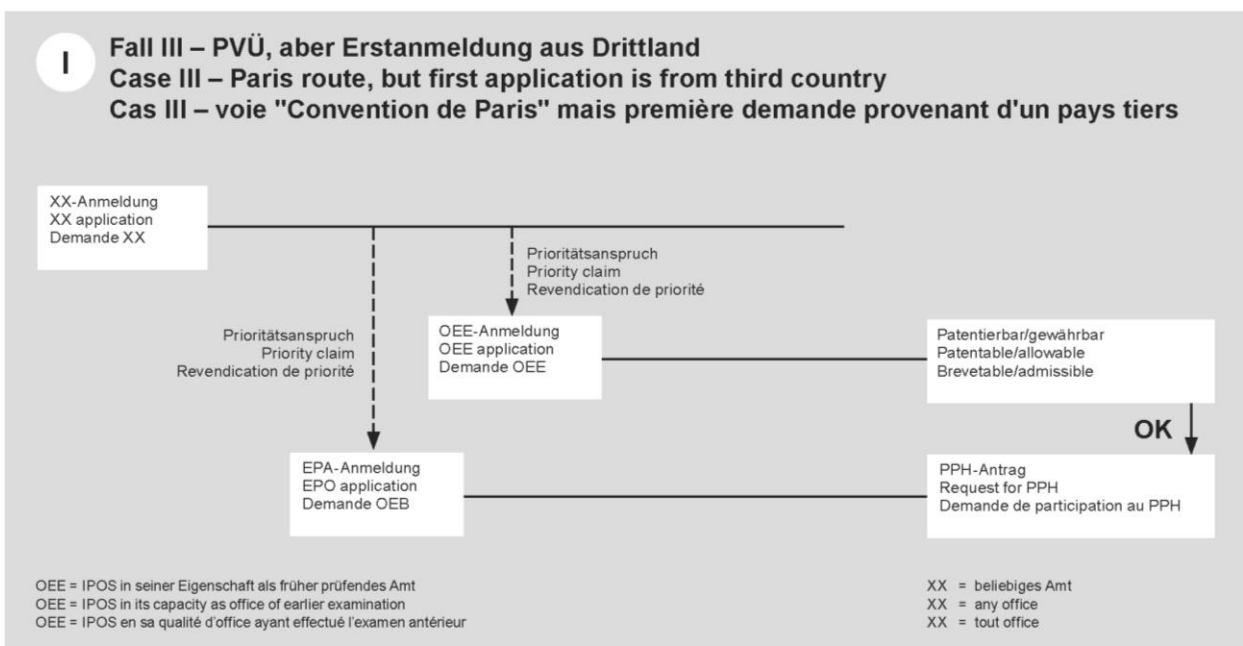 I
Fall III – PVÜ, aber Erstanmeldung aus Drittland
Case III – Paris route, but first application is from third country
Cas III – voie "Convention de Paris" mais première demande provenant d'un pays tiers
XX-Anmeldung
XX application
Demande XX
Prioritätsanspruch
Priority claim
Revendication de priorité
Prioritätsanspruch
Priority claim
Revendication de priorité
OEE-Anmeldung
OEE application
Demande OEE
Patentierbar/gewährbar
Patentable/allowable
Brevetable/admissible
OK
EPA-Anmeldung
EPO application
Demande OEB
PPH-Antrag
Request for PPH
Demande de participation au PPH
OEE = IPOS in seiner Eigenschaft als früher prüfendes Amt
OEE = IPOS in its capacity as office of earlier examination
OEE = IPOS en sa qualité d'office ayant effectué l'examen antérieur
XX = beliebiges Amt
XX = any office
XX = tout office